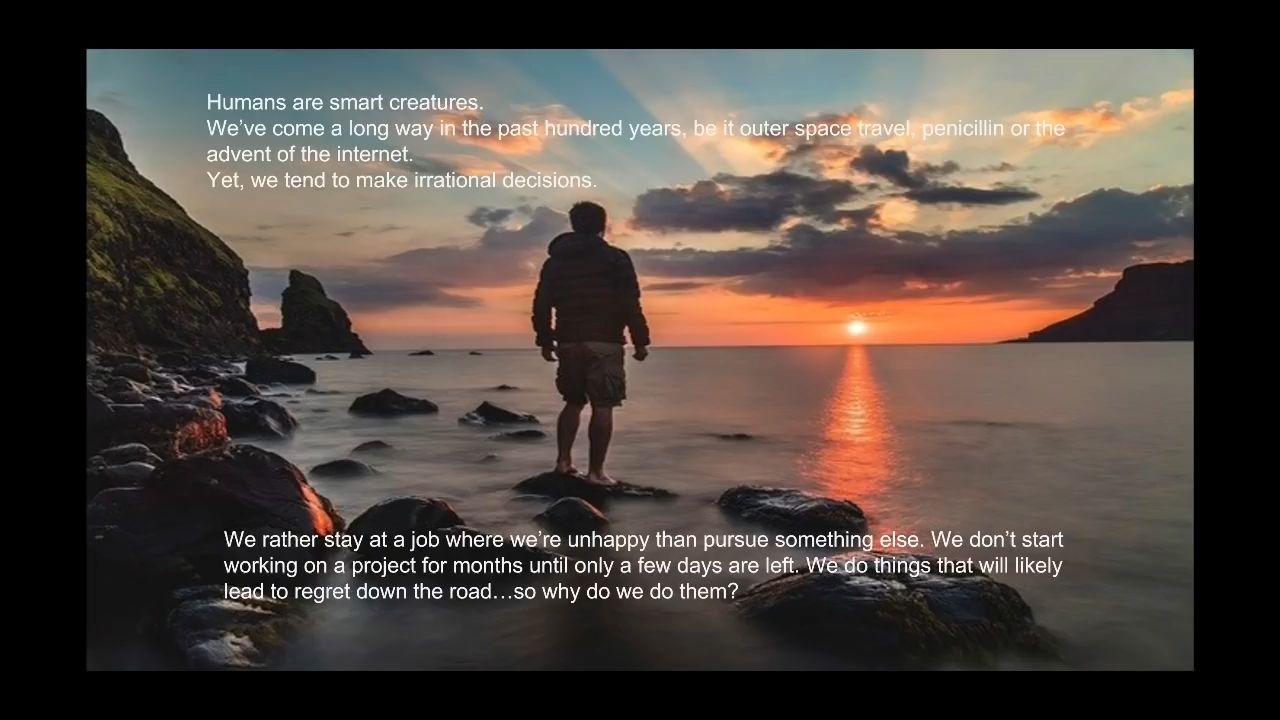 Humans are smart creatures.
We’ve come a long way in the past hundred years, be it outer space travel, penicillin or the
advent of the internet.
Yet, we tend to make irrational decisions.
We rather stay at a job where we’re unhappy than pursue something else. We don’t start
working on a project for months until only a few days are left. We do things that will likely
lead to regret down the road…so why do we do them?